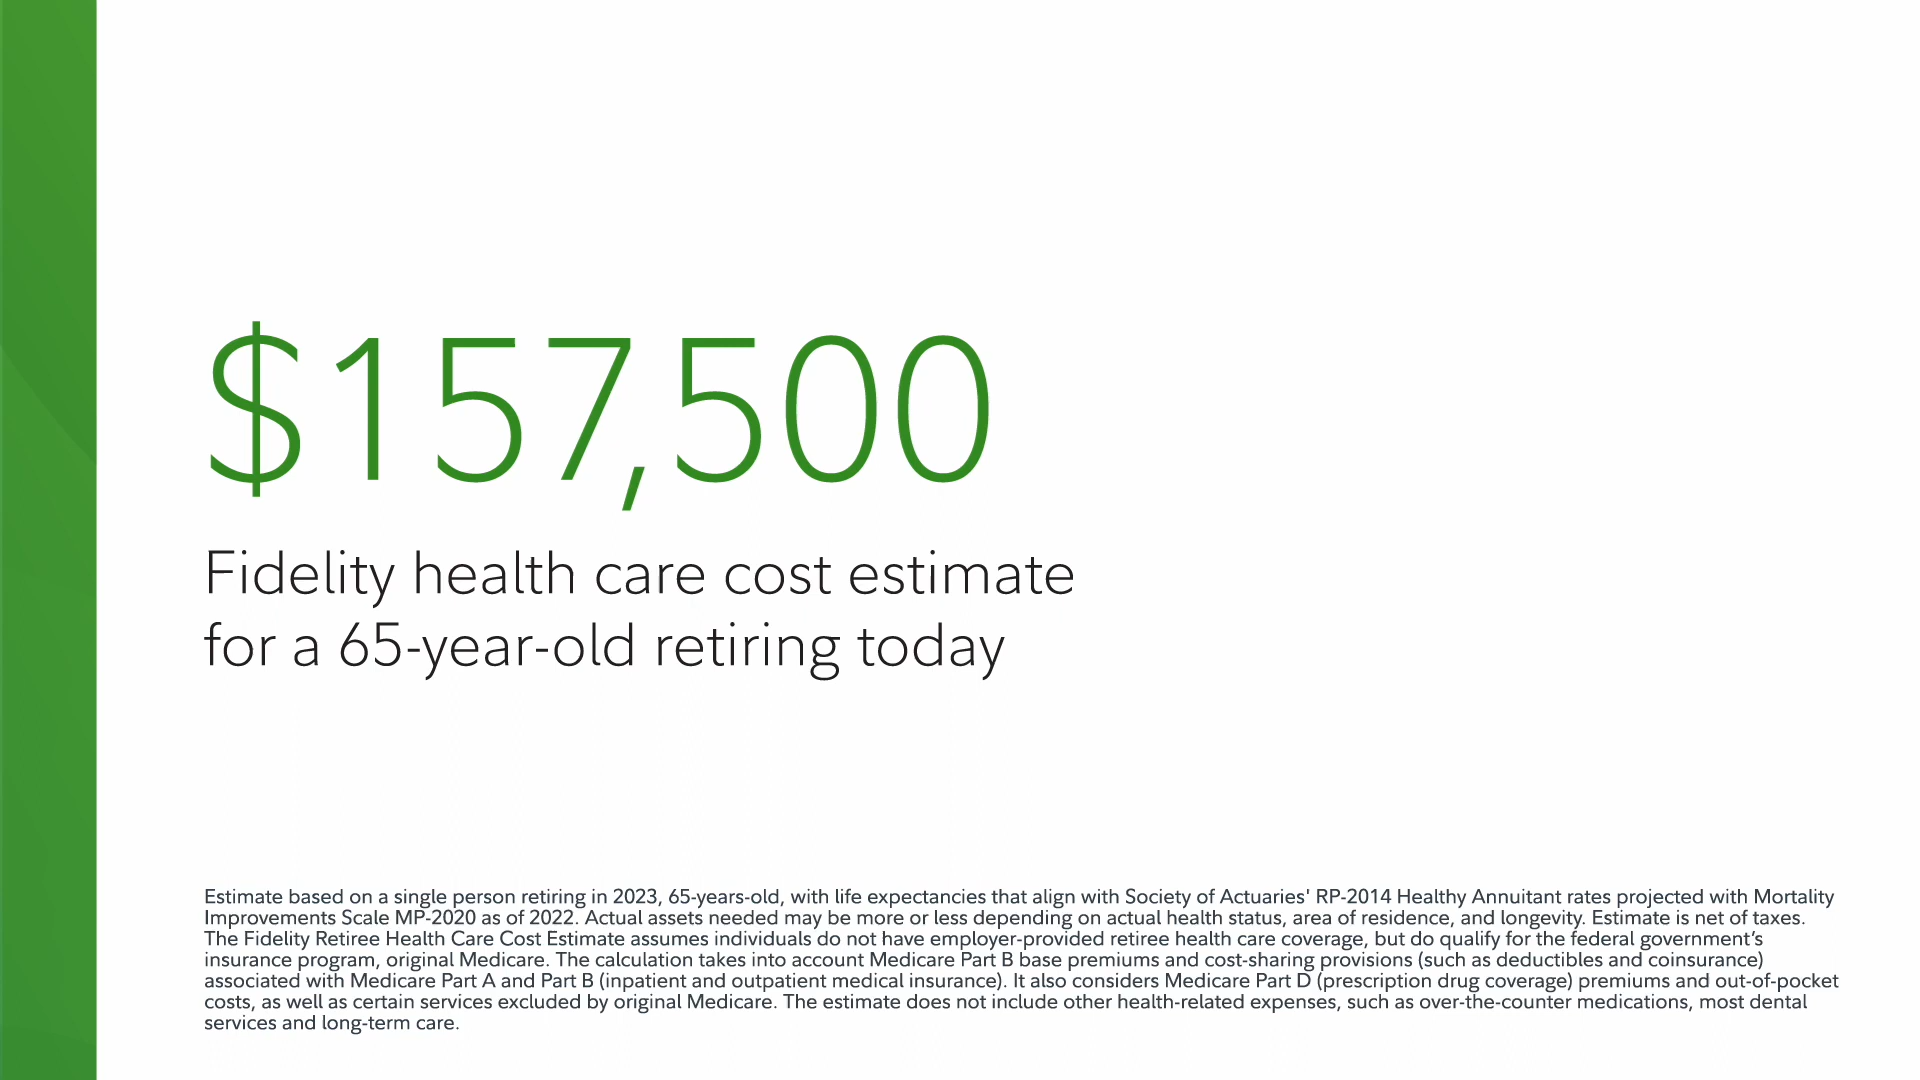 $157,500
Fidelity health care cost estimate
for a 65-year-old retiring today
Estimate based on a single person retiring in 2023, 65-years-old, with life expectancies that align with Society of Actuaries' RP-2014 Healthy Annuitant rates projected with Mortality
Improvements Scale MP-2020 as of 2022. Actual assets needed may be more or less depending on actual health status, area of residence, and longevity. Estimate is net of taxes.
The Fidelity Retiree Health Care Cost Estimate assumes individuals do not have employer-provided retiree health care coverage, but do qualify for the federal government’s
insurance program, original Medicare. The calculation takes into account Medicare Part B base premiums and cost-sharing provisions (such as deductibles and coinsurance)
associated with Medicare Part A and Part B (inpatient and outpatient medical insurance). It also considers Medicare Part D (prescription drug coverage) premiums and out-of-pocket
costs, as well as certain services excluded by original Medicare. The estimate does not include other health-related expenses, such as over-the-counter medications, most dental
services and long-term care.